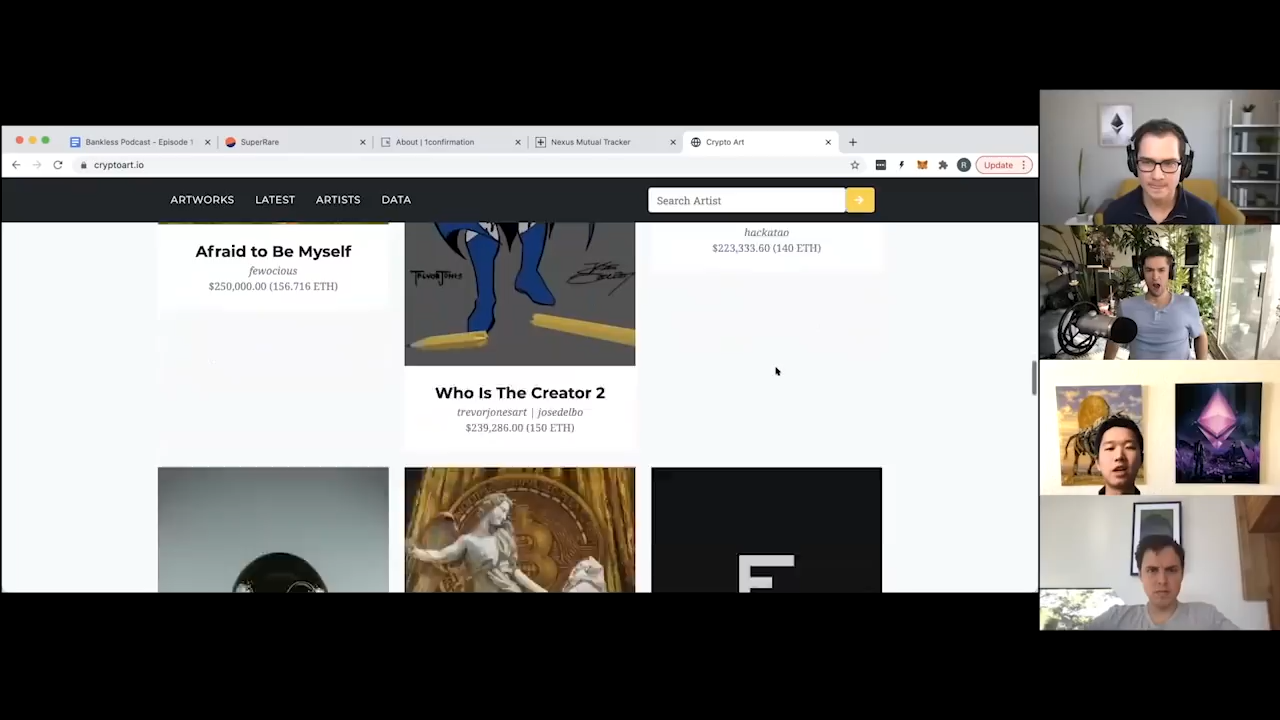 Bankless Podcast - Episode 1
SuperRare
About | 1confirmation
Nexus Mutual Tracker
Crypto Art
cryptoart.io
R
Update
ARTWORKS
LATEST
ARTISTS
DATA
Search Artist
Afraid to Be Myself
fewocious
$250,000.00 (156.716 ETH)
TREVOR JONES
Who Is The Creator 2
trevorjonesart | josedelbo
$239,286.00 (150 ETH)
hackatao
$223,333.60 (140 ETH)